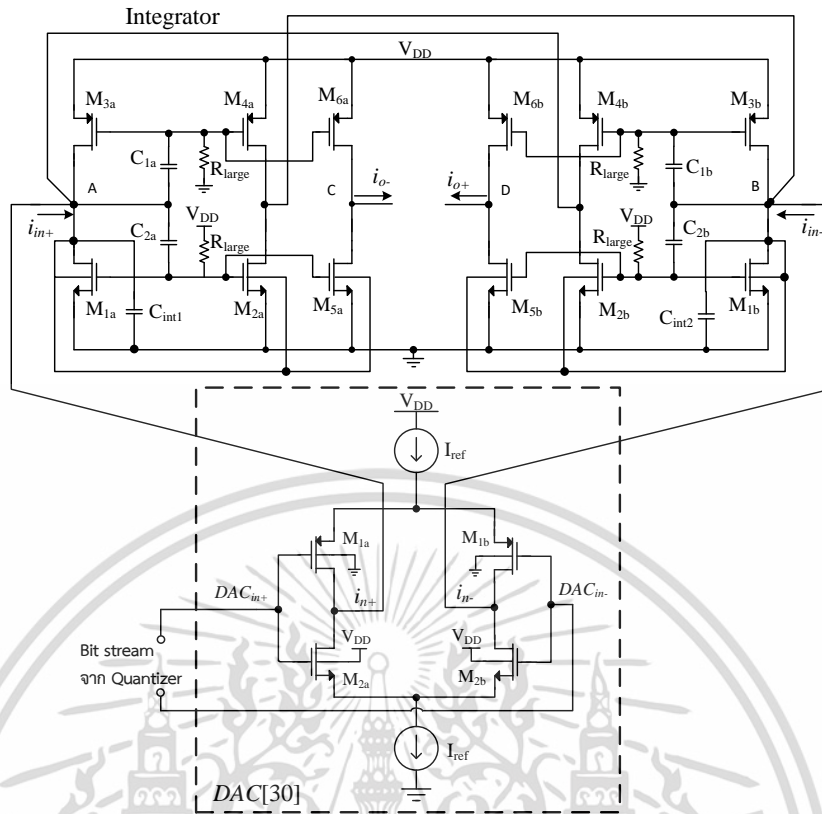 Integrator
V_DD
M_3a
M_4a
M_6a
M_6b
M_4b
M_3b
C_1a
R_large
R_large
C_1b
A
C
i_o-
i_o+
D
B
i_in+
C_2a
V_DD
R_large
V_DD
R_large
C_2b
i_in-
M_1a
C_int1
M_2a
M_5a
M_5b
M_2b
C_int2
M_1b
V_DD
I_ref
M_1a
M_1b
DAC_in+
i_n+
i_n-
DAC_in-
Bit stream
จาก Quantizer
V_DD
V_DD
M_2a
M_2b
I_ref
DAC[30]